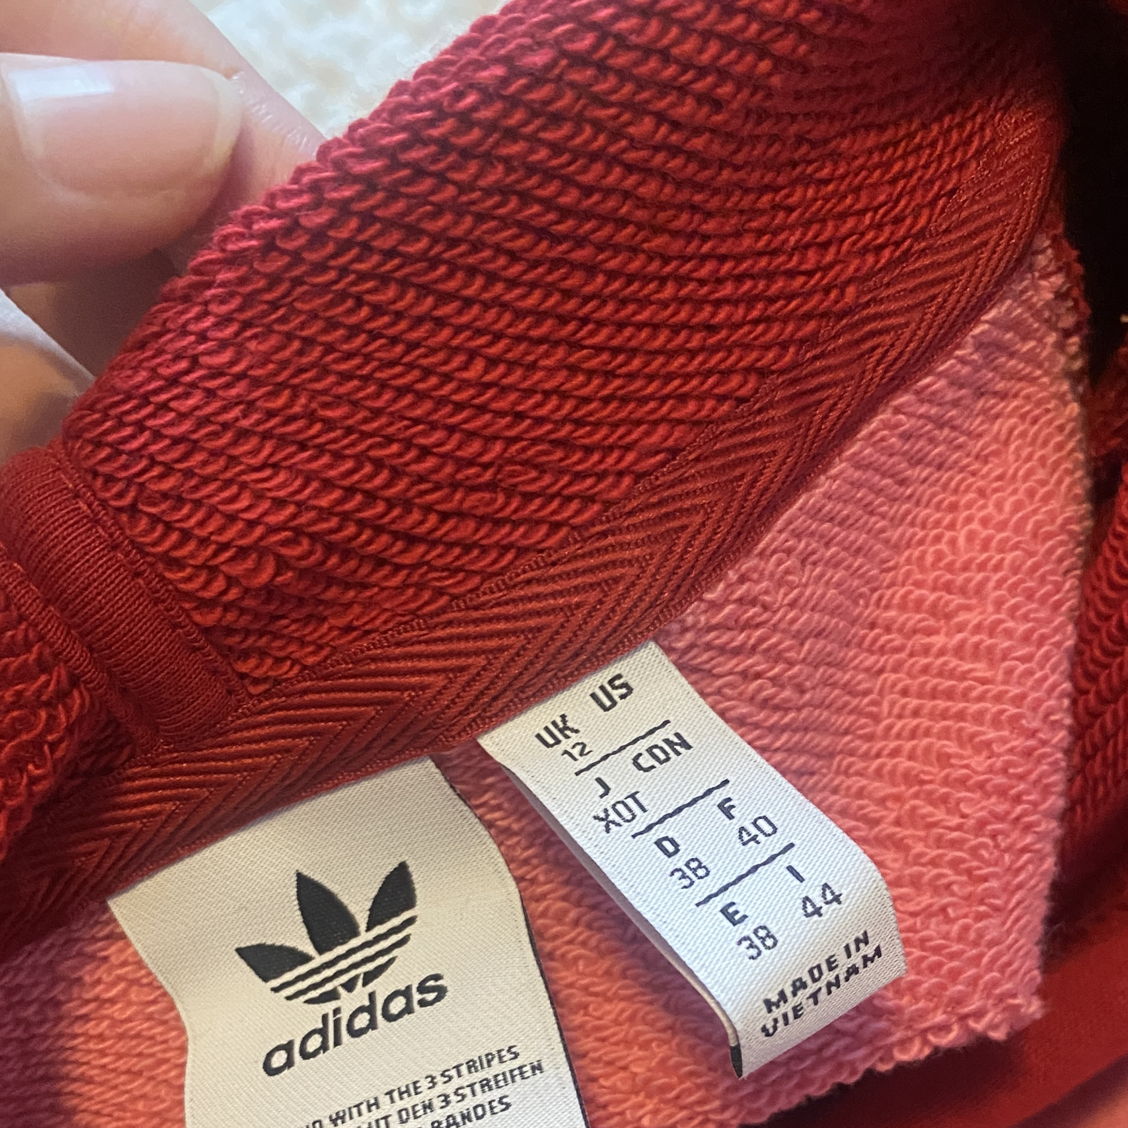 UK US
12
J CDN
XOT
D F
38 40
E I
38 44
MADE IN
VIETNAM
adidas
WITH THE 3 STRIPES
MIT DEN 3 STREIFEN
BANDES